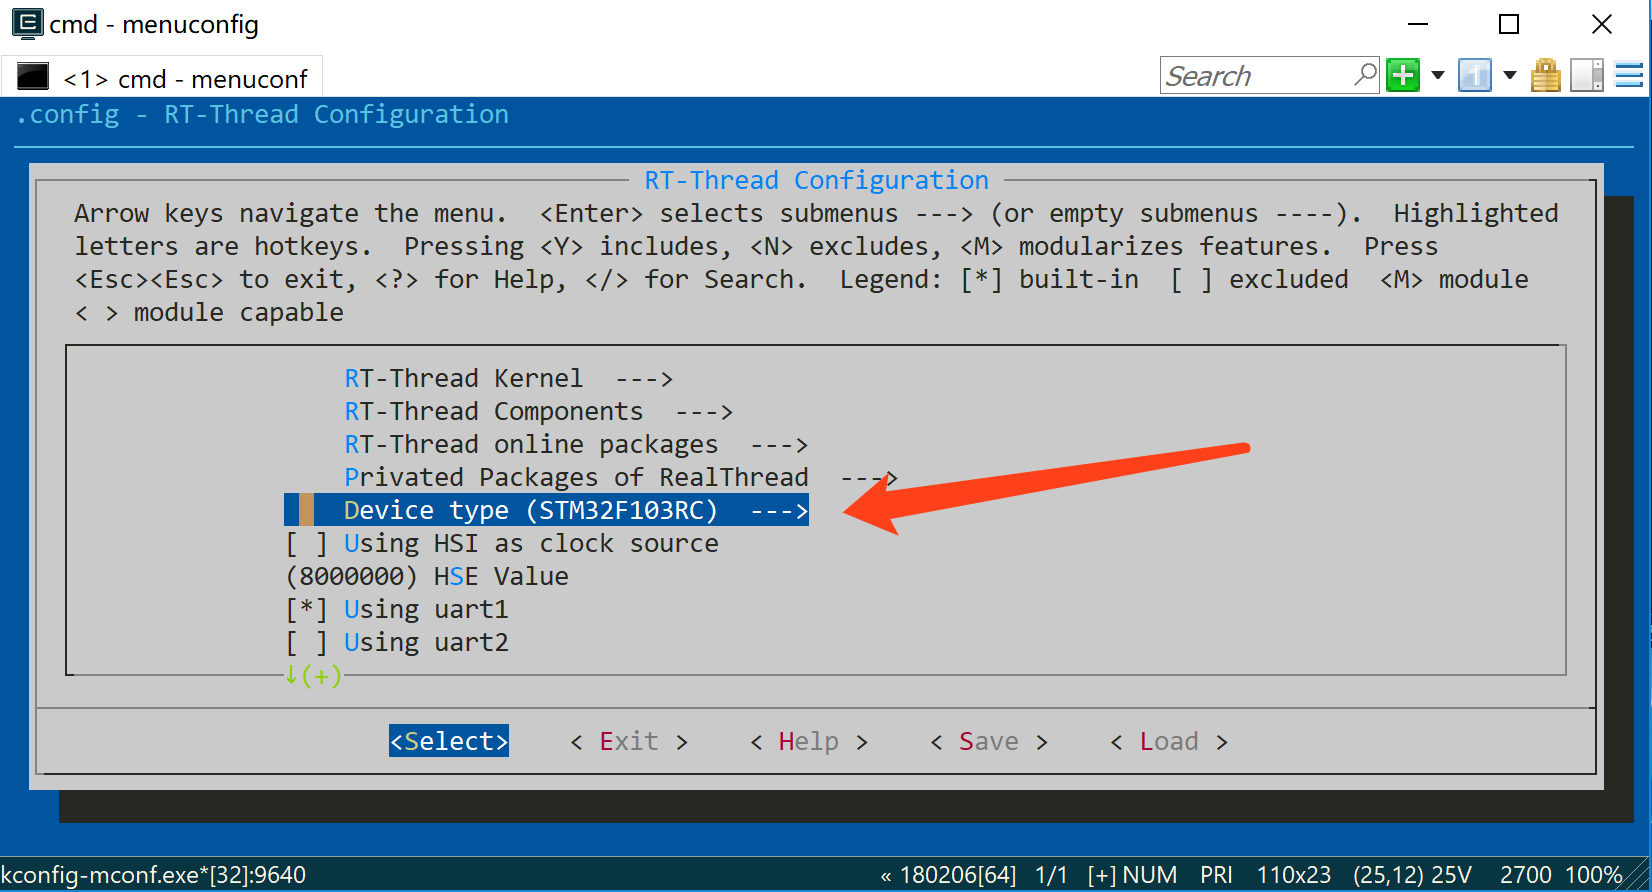 cmd - menuconfig
<1> cmd - menuconf
Search
.config - RT-Thread Configuration
RT-Thread Configuration
Arrow keys navigate the menu.  <Enter> selects submenus ---> (or empty submenus ----).  Highlighted
letters are hotkeys.  Pressing <Y> includes, <N> excludes, <M> modularizes features.  Press
<Esc><Esc> to exit, <?> for Help, </> for Search.  Legend: [*] built-in  [ ] excluded  <M> module
< > module capable
RT-Thread Kernel  --->
RT-Thread Components  --->
RT-Thread online packages  --->
Privated Packages of RealThread  --->
Device type (STM32F103RC)  --->
[ ] Using HSI as clock source
(8000000) HSE Value
[*] Using uart1
[ ] Using uart2
↓(+)
<Select>    < Exit >    < Help >    < Save >    < Load >
kconfig-mconf.exe*[32]:9640    « 180206[64]  1/1  [+] NUM  PRI  110x23  (25,12) 25V  2700  100%